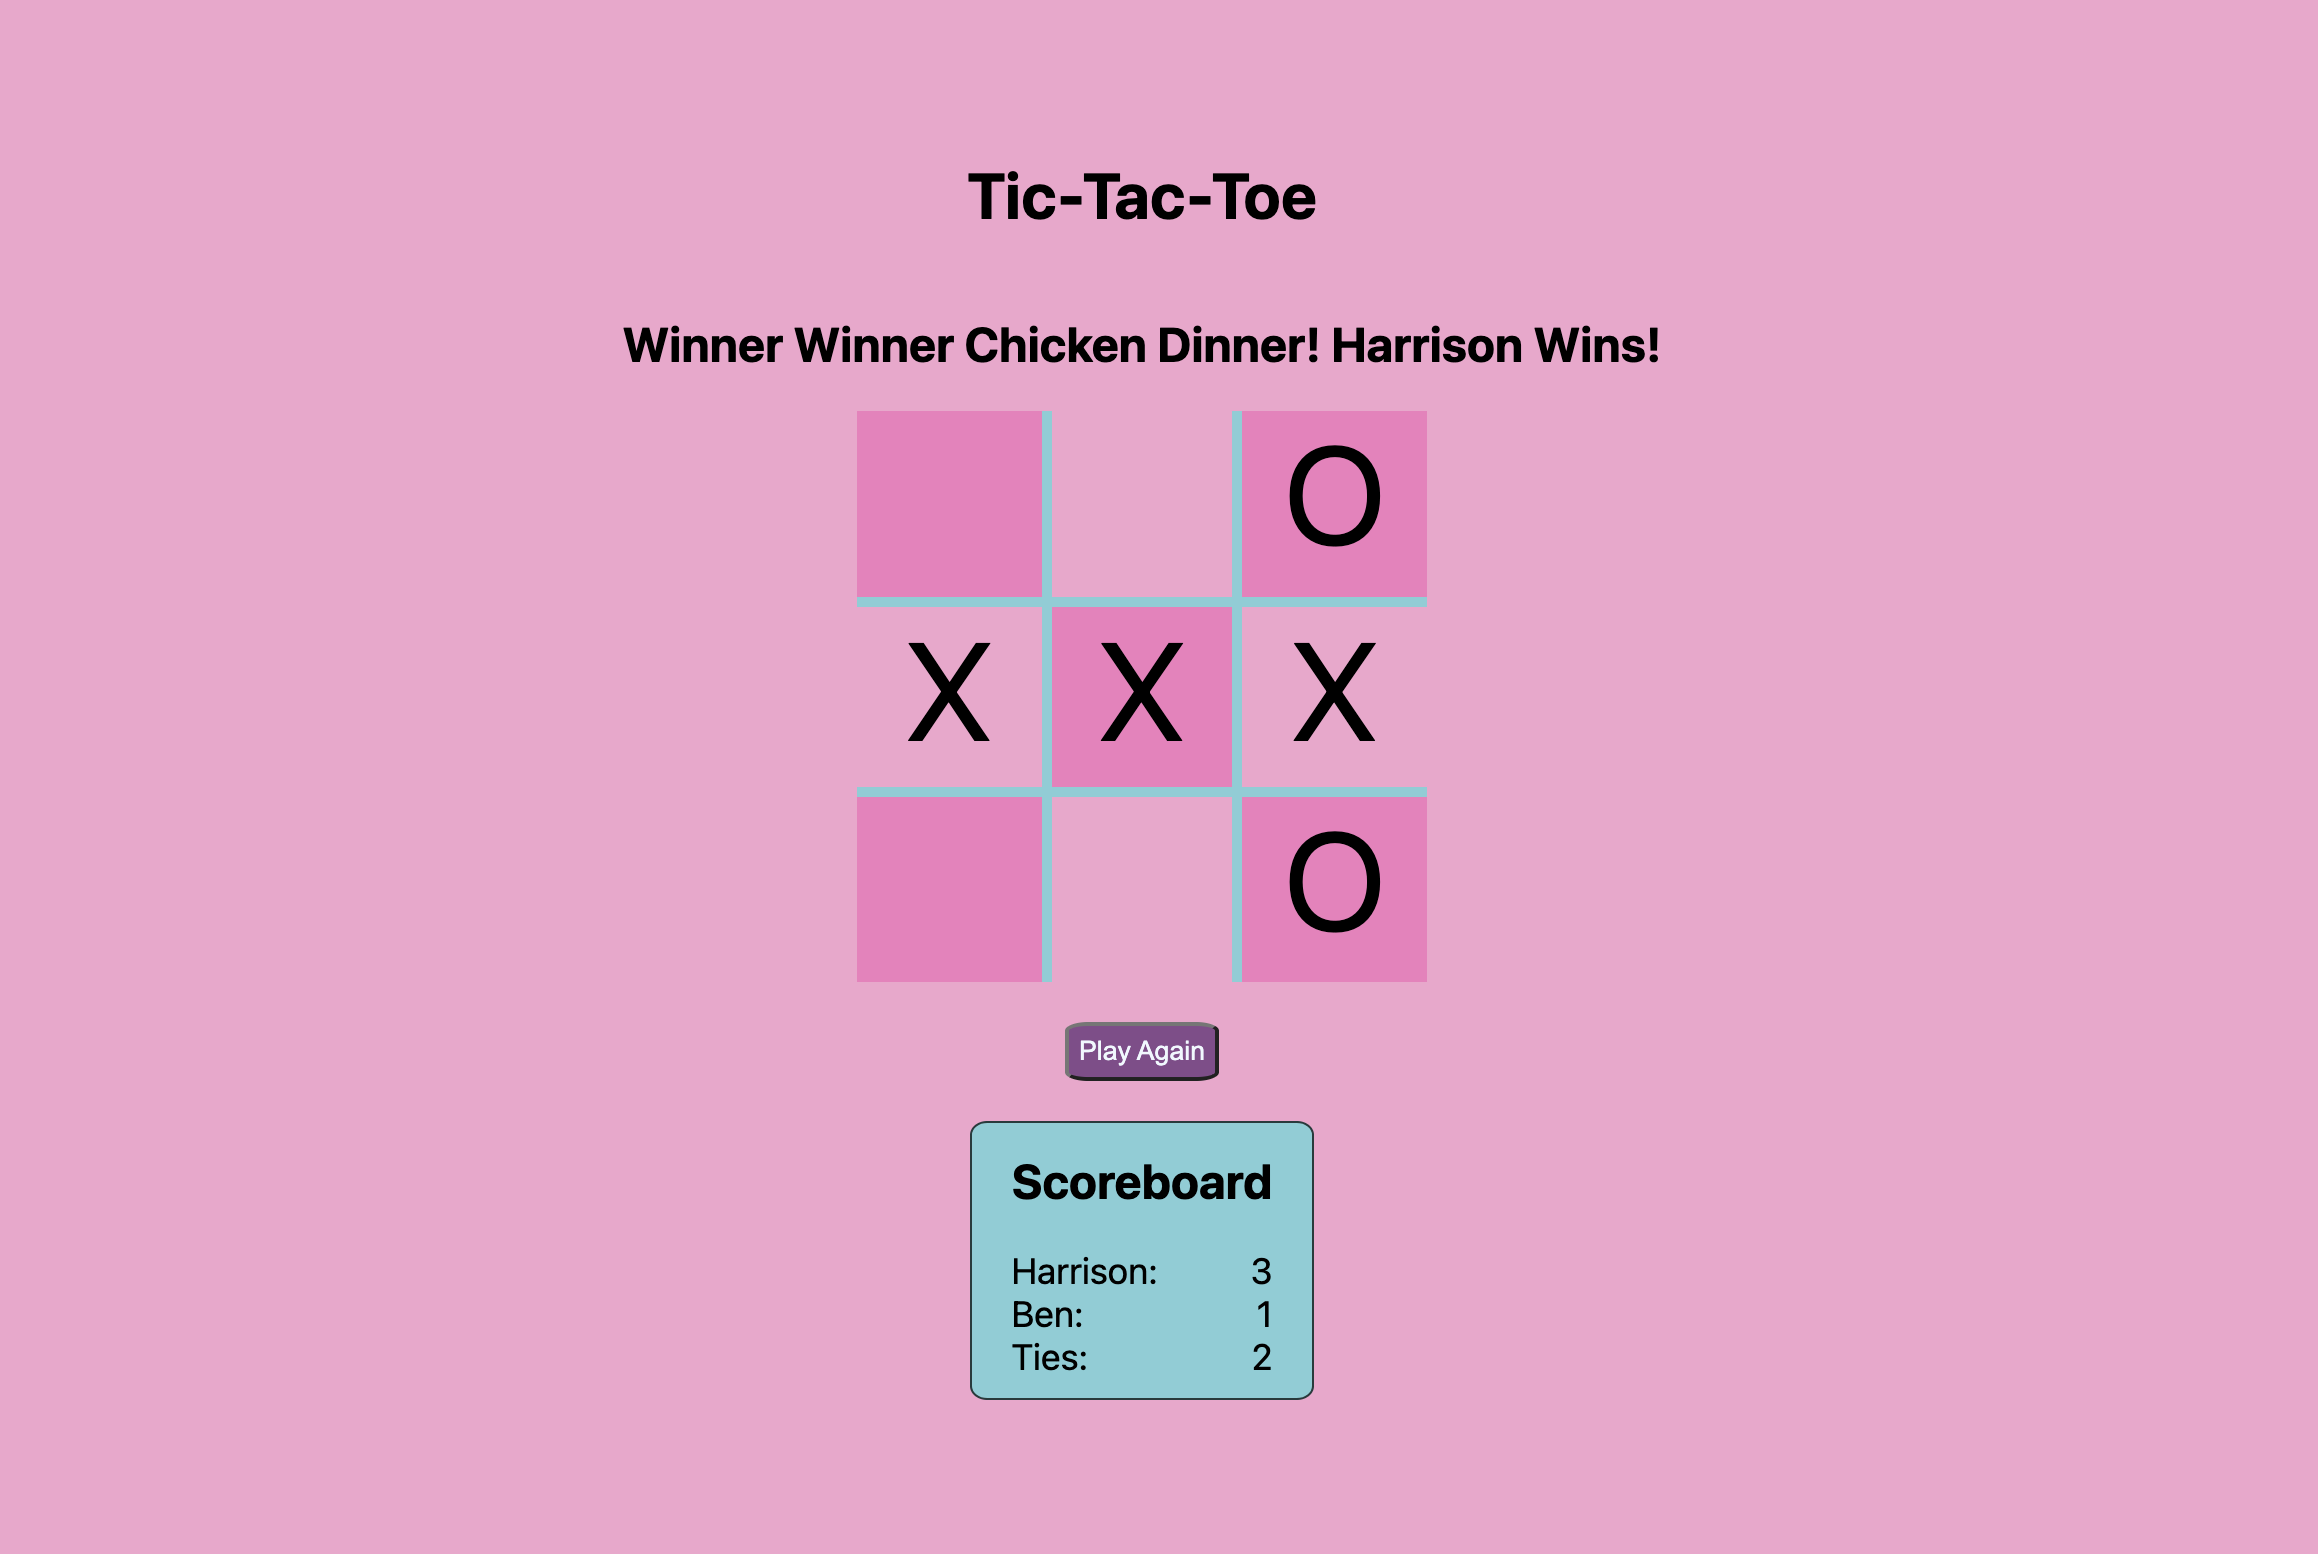 Tic-Tac-Toe
Winner Winner Chicken Dinner! Harrison Wins!
O
X X X
O
Play Again
Scoreboard
Harrison: 3
Ben: 1
Ties: 2